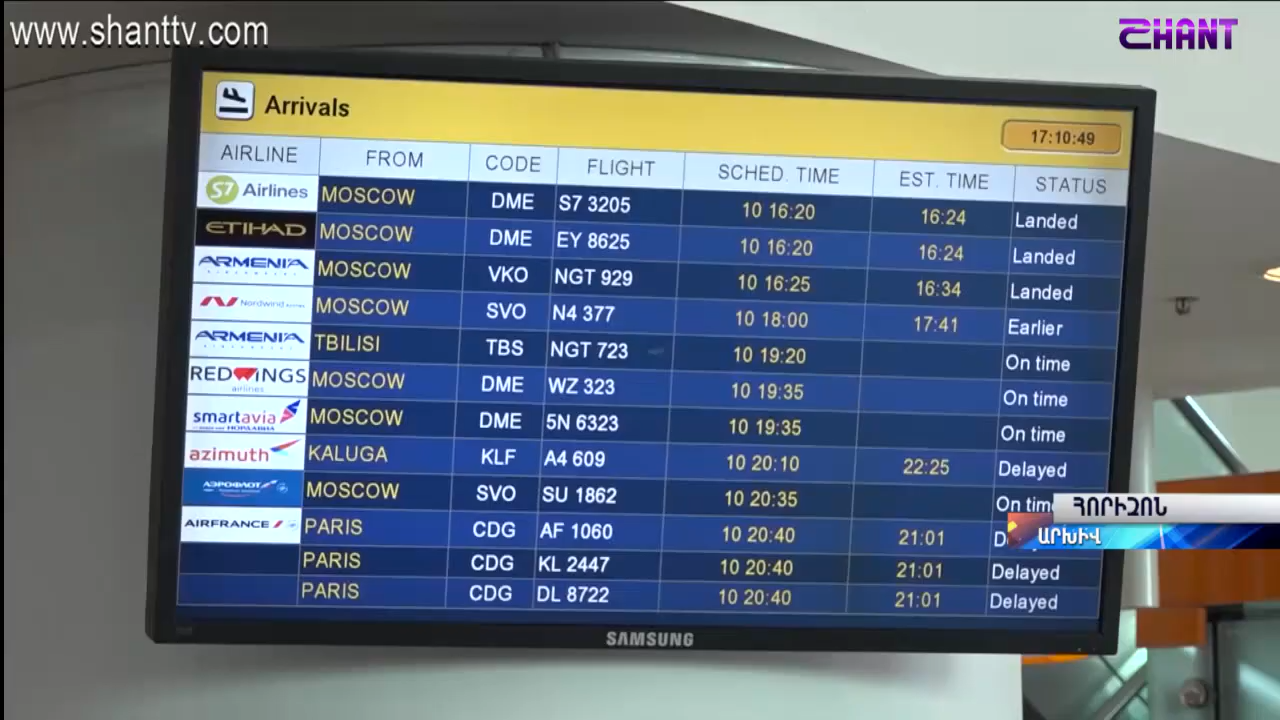 www.shanttv.com
SHANT
Arrivals
17:10:49
AIRLINE FROM CODE FLIGHT SCHED. TIME EST. TIME STATUS
S7 Airlines MOSCOW DME S7 3205 10 16:20 16:24 Landed
ETIHAD MOSCOW DME EY 8625 10 16:20 16:24 Landed
ARMENIA MOSCOW VKO NGT 929 10 16:25 16:34 Landed
Nordwind MOSCOW SVO N4 377 10 18:00 17:41 Earlier
ARMENIA TBILISI TBS NGT 723 10 19:20 On time
REDWINGS airlines MOSCOW DME WZ 323 10 19:35 On time
smartavia MOSCOW DME 5N 6323 10 19:35 On time
azimuth KALUGA KLF A4 609 10 20:10 22:25 Delayed
АЭРОФЛОТ MOSCOW SVO SU 1862 10 20:35 On time
AIRFRANCE PARIS CDG AF 1060 10 20:40 21:01
PARIS CDG KL 2447 10 20:40 21:01 Delayed
PARIS CDG DL 8722 10 20:40 21:01 Delayed
ՀՈՐԻԶՈՆ
ԱՐԽԻՎ
SAMSUNG